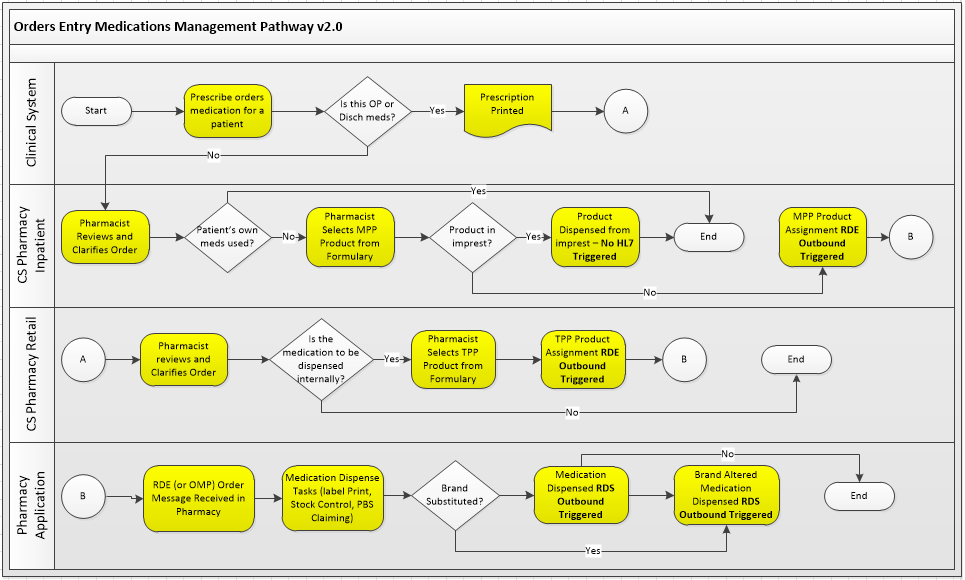 Orders Entry Medications Management Pathway v2.0
Clinical System
Start
Prescribe orders
medication for a
patient
Is this OP or
Disch meds?
Yes
Prescription
Printed
A
No
CS Pharmacy
Inpatient
Pharmacist
Reviews and
Clarifies Order
Patient's own
meds used?
Yes
No
Pharmacist
Selects MPP
Product from
Formulary
Product in
imprest?
Yes
Product
Dispensed from
imprest – No HL7
Triggered
End
MPP Product
Assignment RDE
Outbound
Triggered
B
No
CS Pharmacy Retail
A
Pharmacist
reviews and
Clarifies Order
Is the
medication to be
dispensed
internally?
Yes
Pharmacist
Selects TPP
Product from
Formulary
TPP Product
Assignment RDE
Outbound
Triggered
B
End
No
Pharmacy
Application
B
RDE (or OMP) Order
Message Received in
Pharmacy
Medication Dispense
Tasks (label Print,
Stock Control, PBS
Claiming)
Brand
Substituted?
Medication
Dispensed RDS
Outbound
Triggered
No
Brand Altered
Medication
Dispensed RDS
Outbound Triggered
End
Yes